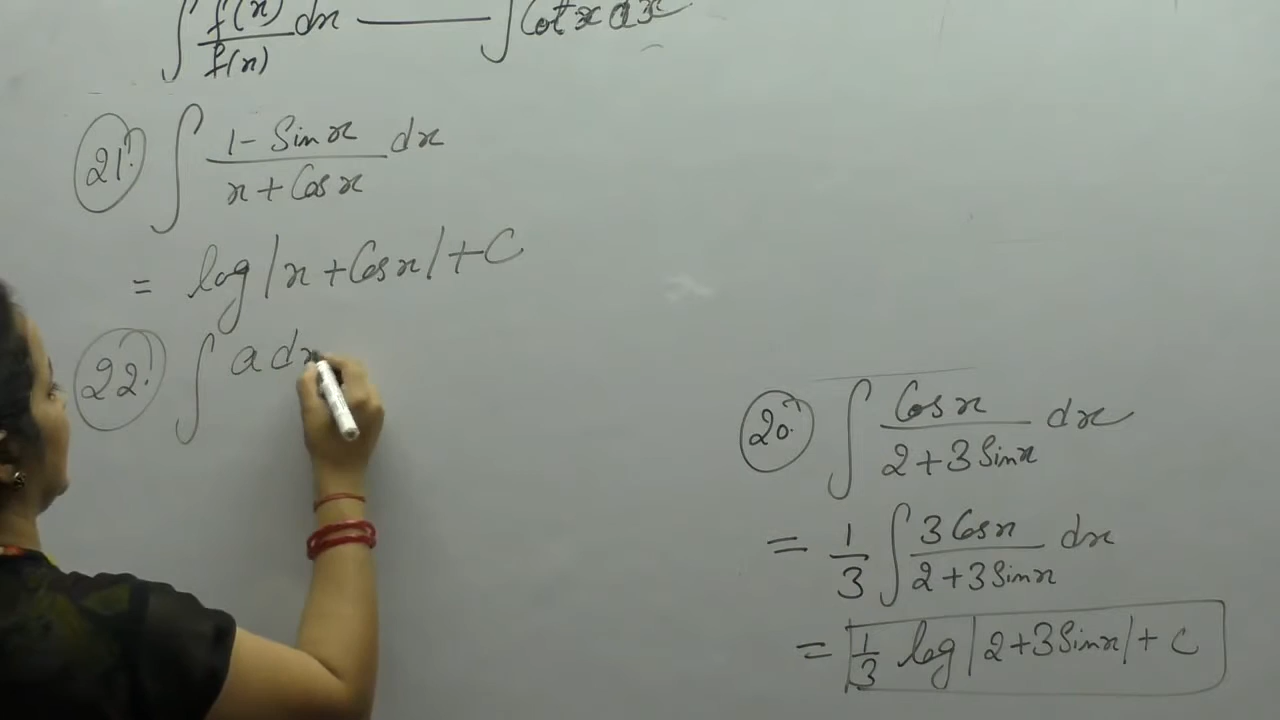 ∫ f'(x)/f(x) dx —— ∫ Cot x dx
21. ∫ (1 - Sin x)/(x + Cos x) dx
= log |x + Cos x| + C
22. ∫ a dx
20. ∫ Cos x/(2 + 3 Sin x) dx
= 1/3 ∫ 3 Cos x/(2 + 3 Sin x) dx
= 1/3 log |2 + 3 Sin x| + C